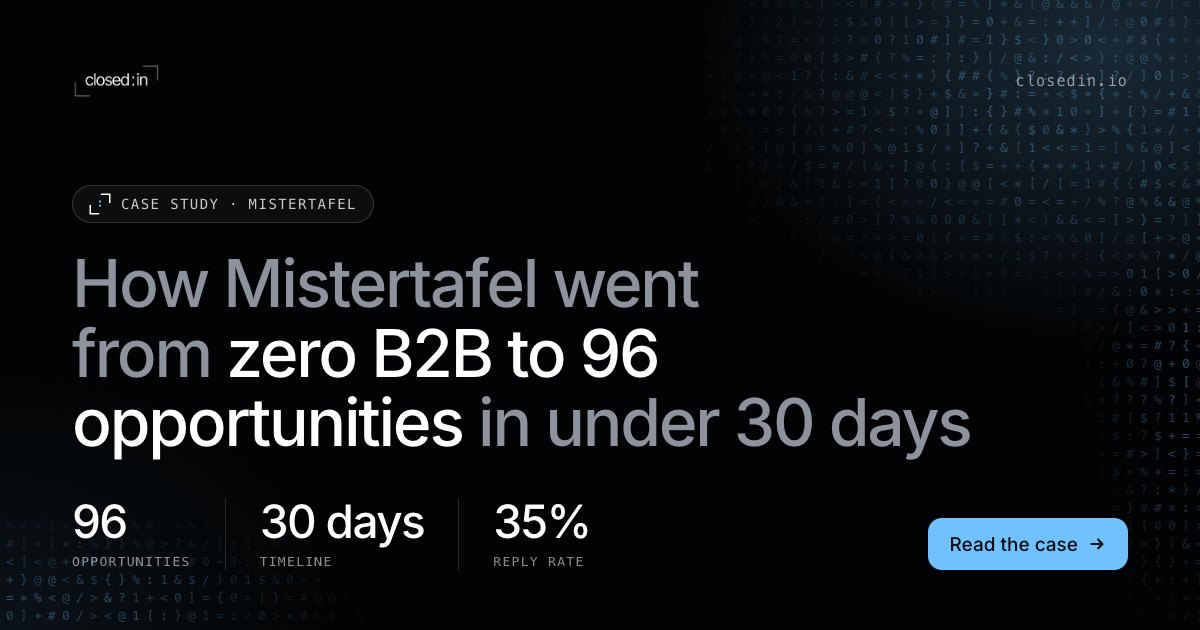 closed:in
closedin.io
CASE STUDY · MISTERTAFEL
How Mistertafel went
from zero B2B to 96
opportunities in under 30 days
96
OPPORTUNITIES
30 days
TIMELINE
35%
REPLY RATE
Read the case →